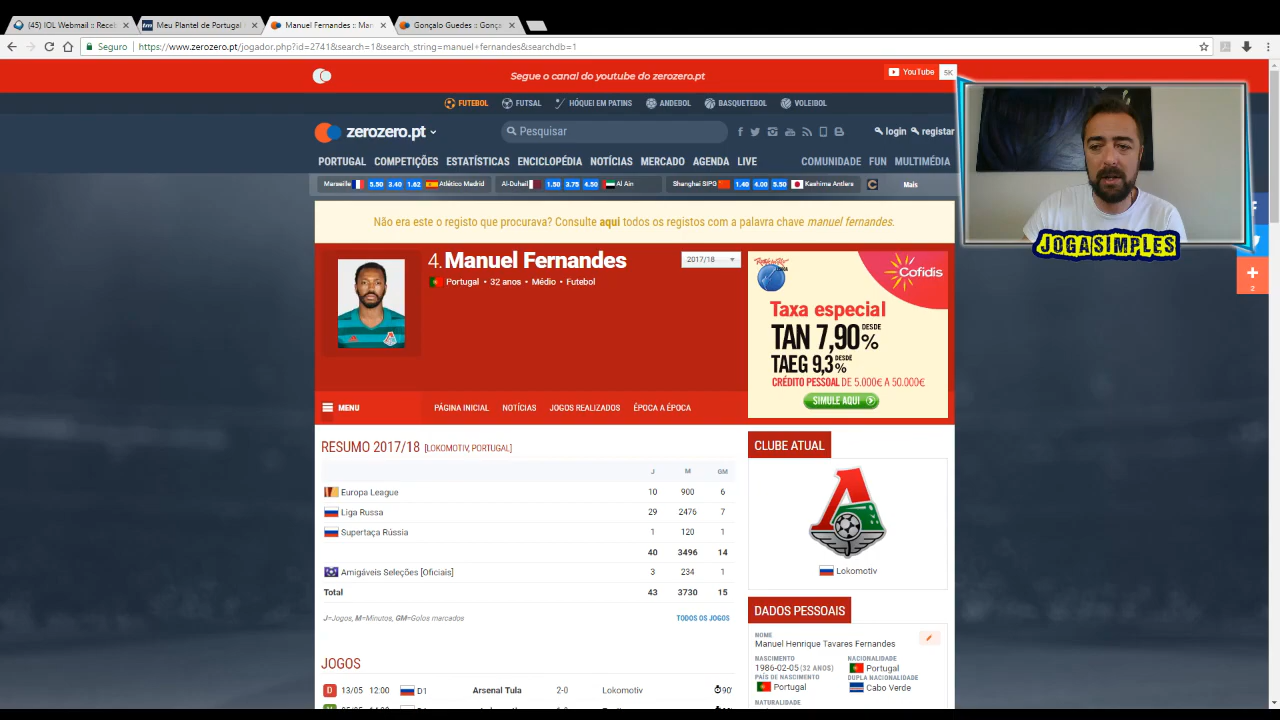 (45) IOL Webmail :: Rece
Meu Plantel de Portugal
Manuel Fernandes :: Man
Gonçalo Guedes :: Gonça
Seguro
https://www.zerozero.pt/jogador.php?id=2741&search=1&search_string=manuel+fernandes&searchdb=1
Segue o canal do youtube do zerozero.pt
YouTube 5K
FUTEBOL FUTSAL HÓQUEI EM PATINS ANDEBOL BASQUETEBOL VOLEIBOL
zerozero.pt
Pesquisar
login registar
PORTUGAL COMPETIÇÕES ESTATÍSTICAS ENCICLOPÉDIA NOTÍCIAS MERCADO AGENDA LIVE COMUNIDADE FUN MULTIMÉDIA
Marseille 5.50 3.40 1.62 Atlético Madrid Al-Duhail 1.50 3.75 4.50 Al Ain Shanghai SIPG 1.40 4.00 5.50 Kashima Antlers Mais
JOGA SIMPLES
Não era este o registo que procurava? Consulte aqui todos os registos com a palavra chave manuel fernandes.
4. Manuel Fernandes
2017/18
Portugal • 32 anos • Médio • Futebol
Cofidis
Taxa especial
TAN 7,90% DESDE
TAEG 9,3% DESDE
CRÉDITO PESSOAL DE 5.000€ A 50.000€
SIMULE AQUI
2
MENU
PÁGINA INICIAL NOTÍCIAS JOGOS REALIZADOS ÉPOCA A ÉPOCA
RESUMO 2017/18 [LOKOMOTIV, PORTUGAL]
J M GM
Europa League 10 900 6
Liga Russa 29 2476 7
Supertaça Rússia 1 120 1
40 3496 14
Amigáveis Seleções [Oficiais] 3 234 1
Total 43 3730 15
J=Jogos, M=Minutos, GM=Golos marcados
TODOS OS JOGOS
JOGOS
D 13/05 12:00 D1 Arsenal Tula 2-0 Lokomotiv 90'
CLUBE ATUAL
Lokomotiv
DADOS PESSOAIS
NOME
Manuel Henrique Tavares Fernandes
NASCIMENTO
1986-02-05 (32 ANOS)
NACIONALIDADE
Portugal
PAÍS DE NASCIMENTO
Portugal
DUPLA NACIONALIDADE
Cabo Verde
NATURALIDADE